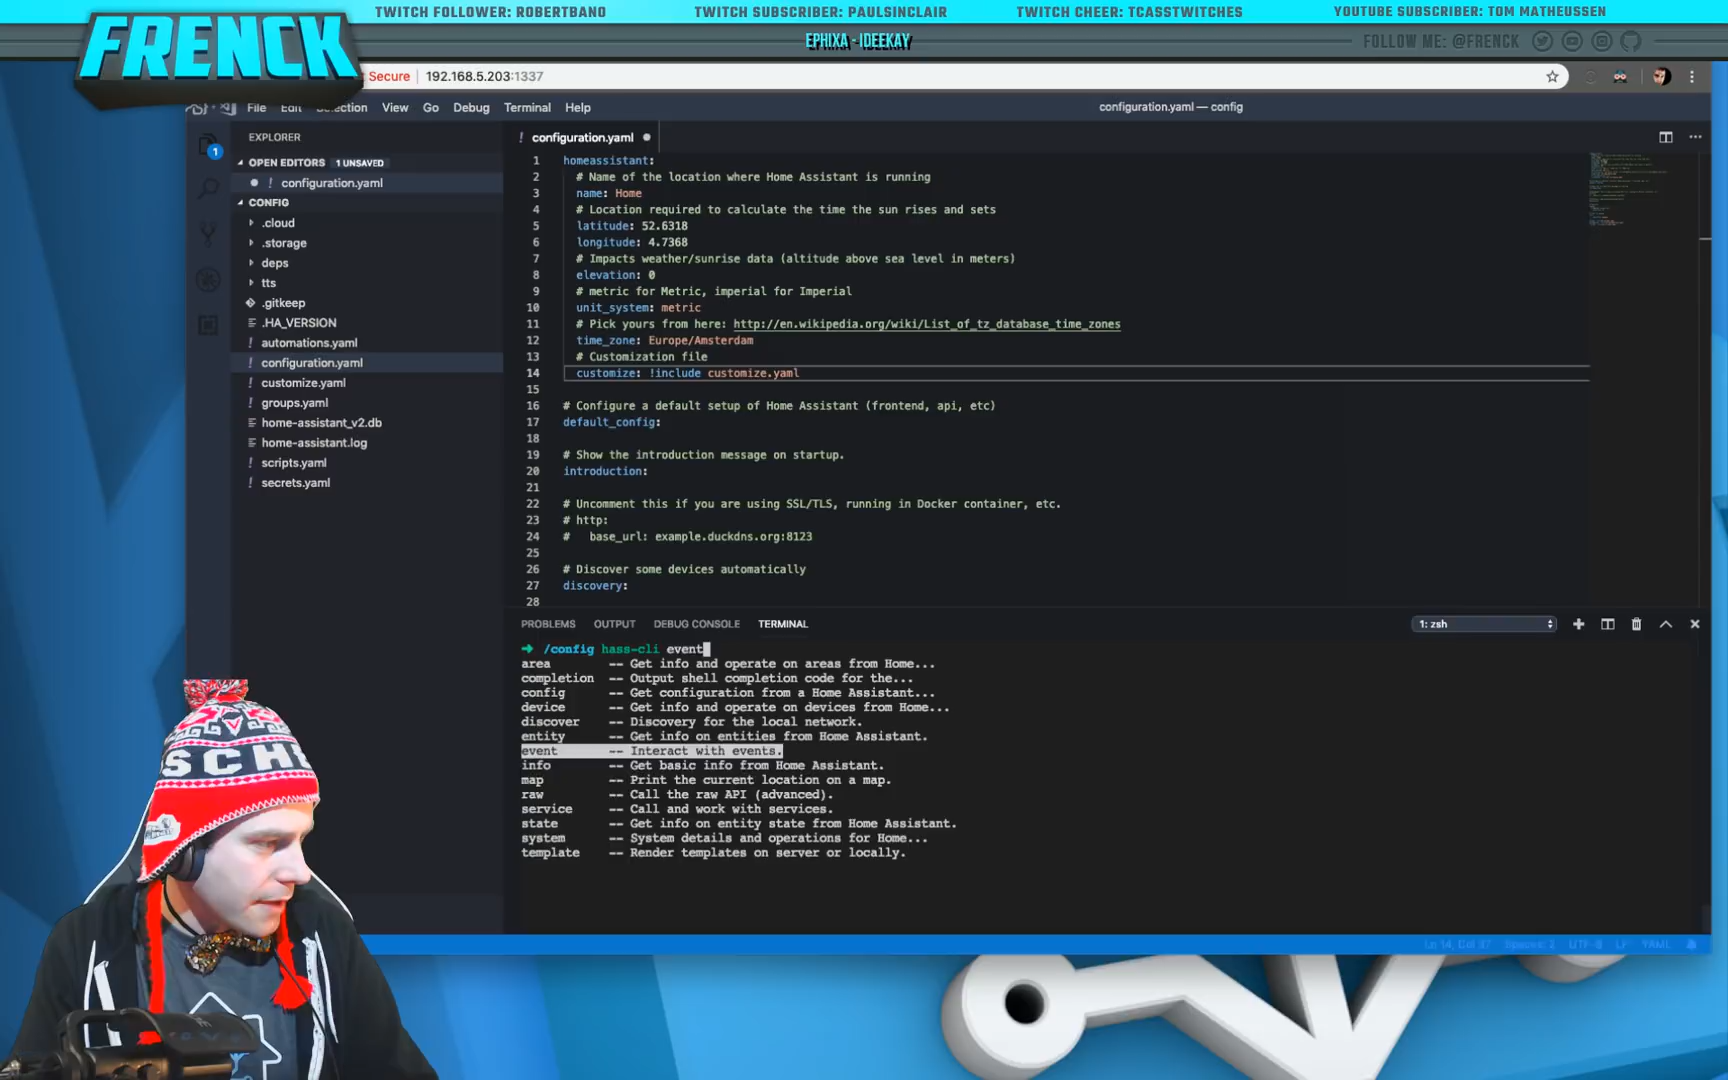 TWITCH FOLLOWER: ROBERTBANO
TWITCH SUBSCRIBER: PAULSINCLAIR
TWITCH CHEER: TCASSTWITCHES
YOUTUBE SUBSCRIBER: TOM MATHEUSSEN
FRENCK
EPHIXA - IDEEKAY
FOLLOW ME: @FRENCK
Secure | 192.168.5.203:1337
File Edit Selection View Go Debug Terminal Help
configuration.yaml — config
EXPLORER
OPEN EDITORS 1 UNSAVED
! configuration.yaml
CONFIG
.cloud
.storage
deps
tts
.gitkeep
.HA_VERSION
! automations.yaml
! configuration.yaml
! customize.yaml
! groups.yaml
home-assistant_v2.db
home-assistant.log
! scripts.yaml
! secrets.yaml
1
! configuration.yaml
1 homeassistant:
2 # Name of the location where Home Assistant is running
3 name: Home
4 # Location required to calculate the time the sun rises and sets
5 latitude: 52.6318
6 longitude: 4.7368
7 # Impacts weather/sunrise data (altitude above sea level in meters)
8 elevation: 0
9 # metric for Metric, imperial for Imperial
10 unit_system: metric
11 # Pick yours from here: http://en.wikipedia.org/wiki/List_of_tz_database_time_zones
12 time_zone: Europe/Amsterdam
13 # Customization file
14 customize: !include customize.yaml
15
16 # Configure a default setup of Home Assistant (frontend, api, etc)
17 default_config:
18
19 # Show the introduction message on startup.
20 introduction:
21
22 # Uncomment this if you are using SSL/TLS, running in Docker container, etc.
23 # http:
24 #   base_url: example.duckdns.org:8123
25
26 # Discover some devices automatically
27 discovery:
28
PROBLEMS OUTPUT DEBUG CONSOLE TERMINAL
1: zsh
➜ /config hass-cli event
area -- Get info and operate on areas from Home...
completion -- Output shell completion code for the...
config -- Get configuration from a Home Assistant...
device -- Get info and operate on devices from Home...
discover -- Discovery for the local network.
entity -- Get info on entities from Home Assistant.
event -- Interact with events.
info -- Get basic info from Home Assistant.
map -- Print the current location on a map.
raw -- Call the raw API (advanced).
service -- Call and work with services.
state -- Get info on entity state from Home Assistant.
system -- System details and operations for Home...
template -- Render templates on server or locally.
Ln 14, Col 37 Spaces: 2 UTF-8 LF YAML
SCH